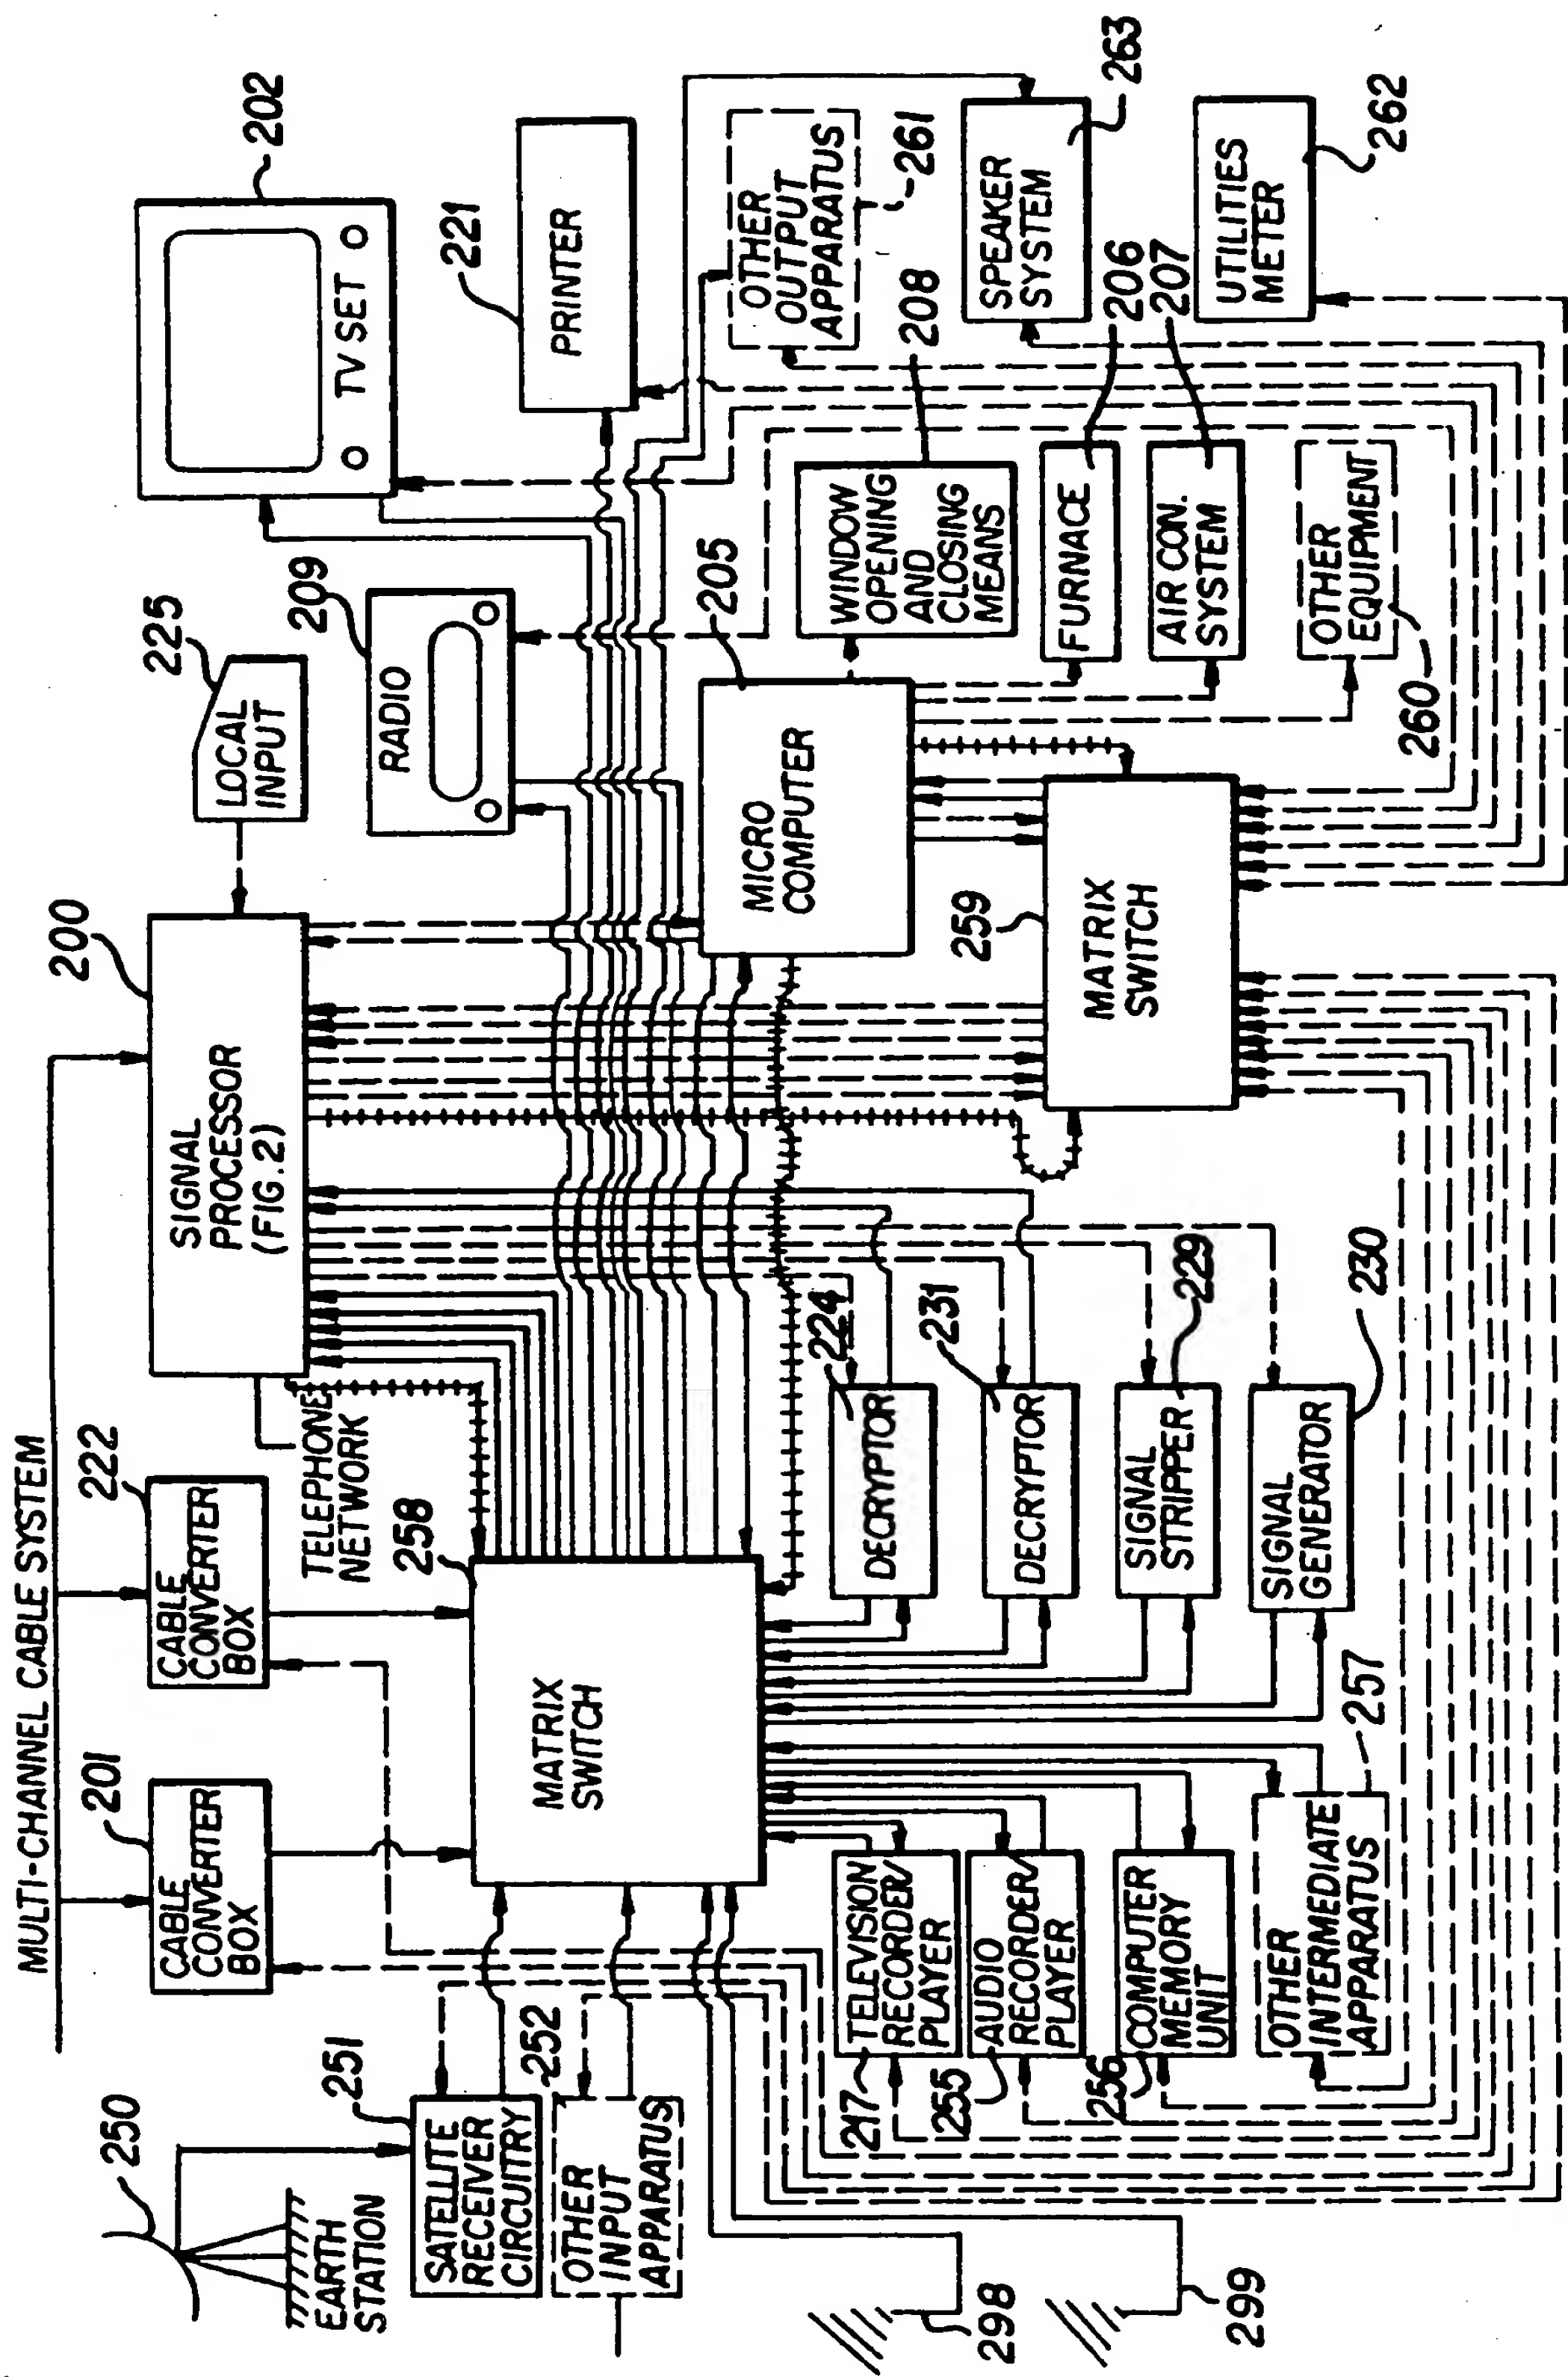 MULTI-CHANNEL CABLE SYSTEM
250
EARTH
STATION
251
SATELLITE
RECEIVER
CIRCUITRY
252
OTHER
INPUT
APPARATUS
298
299
201
CABLE
CONVERTER
BOX
222
CABLE
CONVERTER
BOX
TELEPHONE
NETWORK
258
MATRIX
SWITCH
200
SIGNAL
PROCESSOR
(FIG. 2)
225
LOCAL
INPUT
209
RADIO
202
TV SET
221
PRINTER
OTHER
OUTPUT
APPARATUS
261
SPEAKER
SYSTEM
263
UTILITIES
METER
262
205
MICRO
COMPUTER
208
WINDOW
OPENING
AND
CLOSING
MEANS
206
FURNACE
207
AIR CON.
SYSTEM
OTHER
EQUIPMENT
260
259
MATRIX
SWITCH
224
DECRYPTOR
231
DECRYPTOR
229
SIGNAL
STRIPPER
230
SIGNAL
GENERATOR
217
TELEVISION
RECORDER/
PLAYER
255
AUDIO
RECORDER/
PLAYER
256
COMPUTER
MEMORY
UNIT
257
OTHER
INTERMEDIATE
APPARATUS